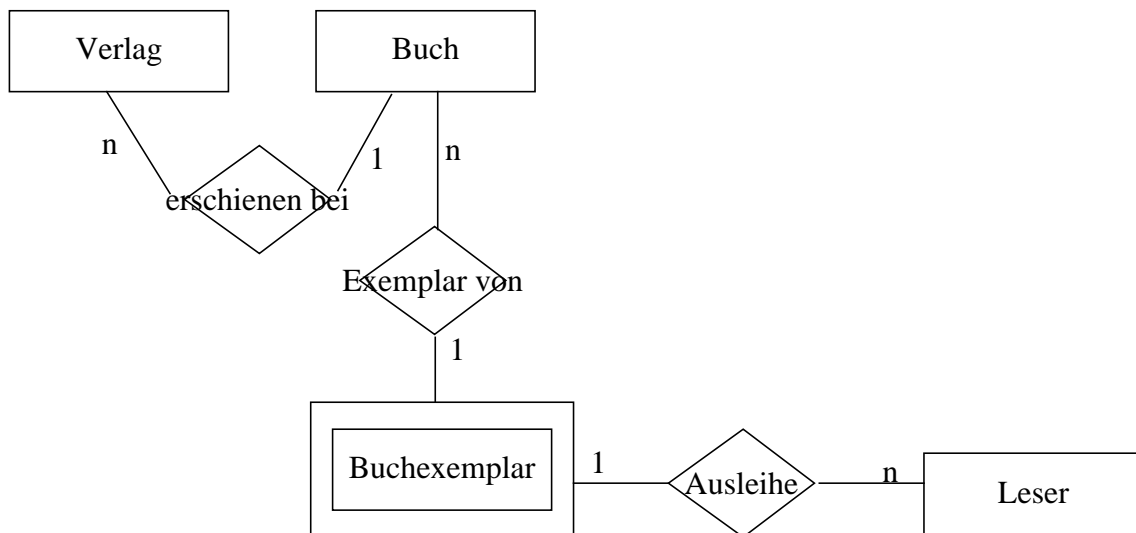 Verlag
Buch
n
1
n
erschienen bei
Exemplar von
1
Buchexemplar
1
Ausleihe
n
Leser